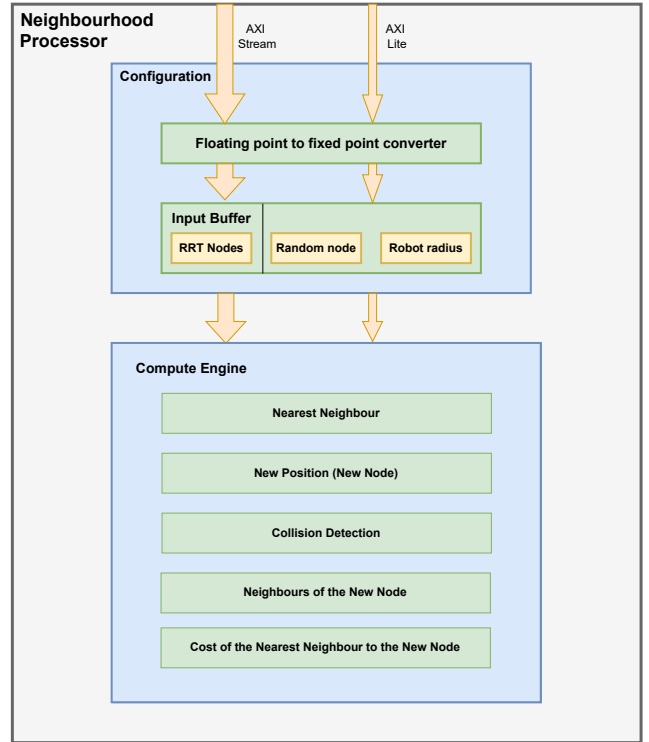 Neighbourhood
Processor
AXI
Stream
AXI
Lite
Configuration
Floating point to fixed point converter
Input Buffer
RRT Nodes
Random node
Robot radius
Compute Engine
Nearest Neighbour
New Position (New Node)
Collision Detection
Neighbours of the New Node
Cost of the Nearest Neighbour to the New Node